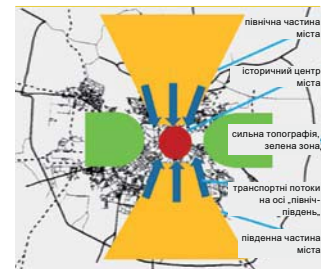 північна частина
міста
історичний центр
міста
сильна топографія,
зелена зона
транспортні потоки
на осі „північ-
південь„
південна частина
міста